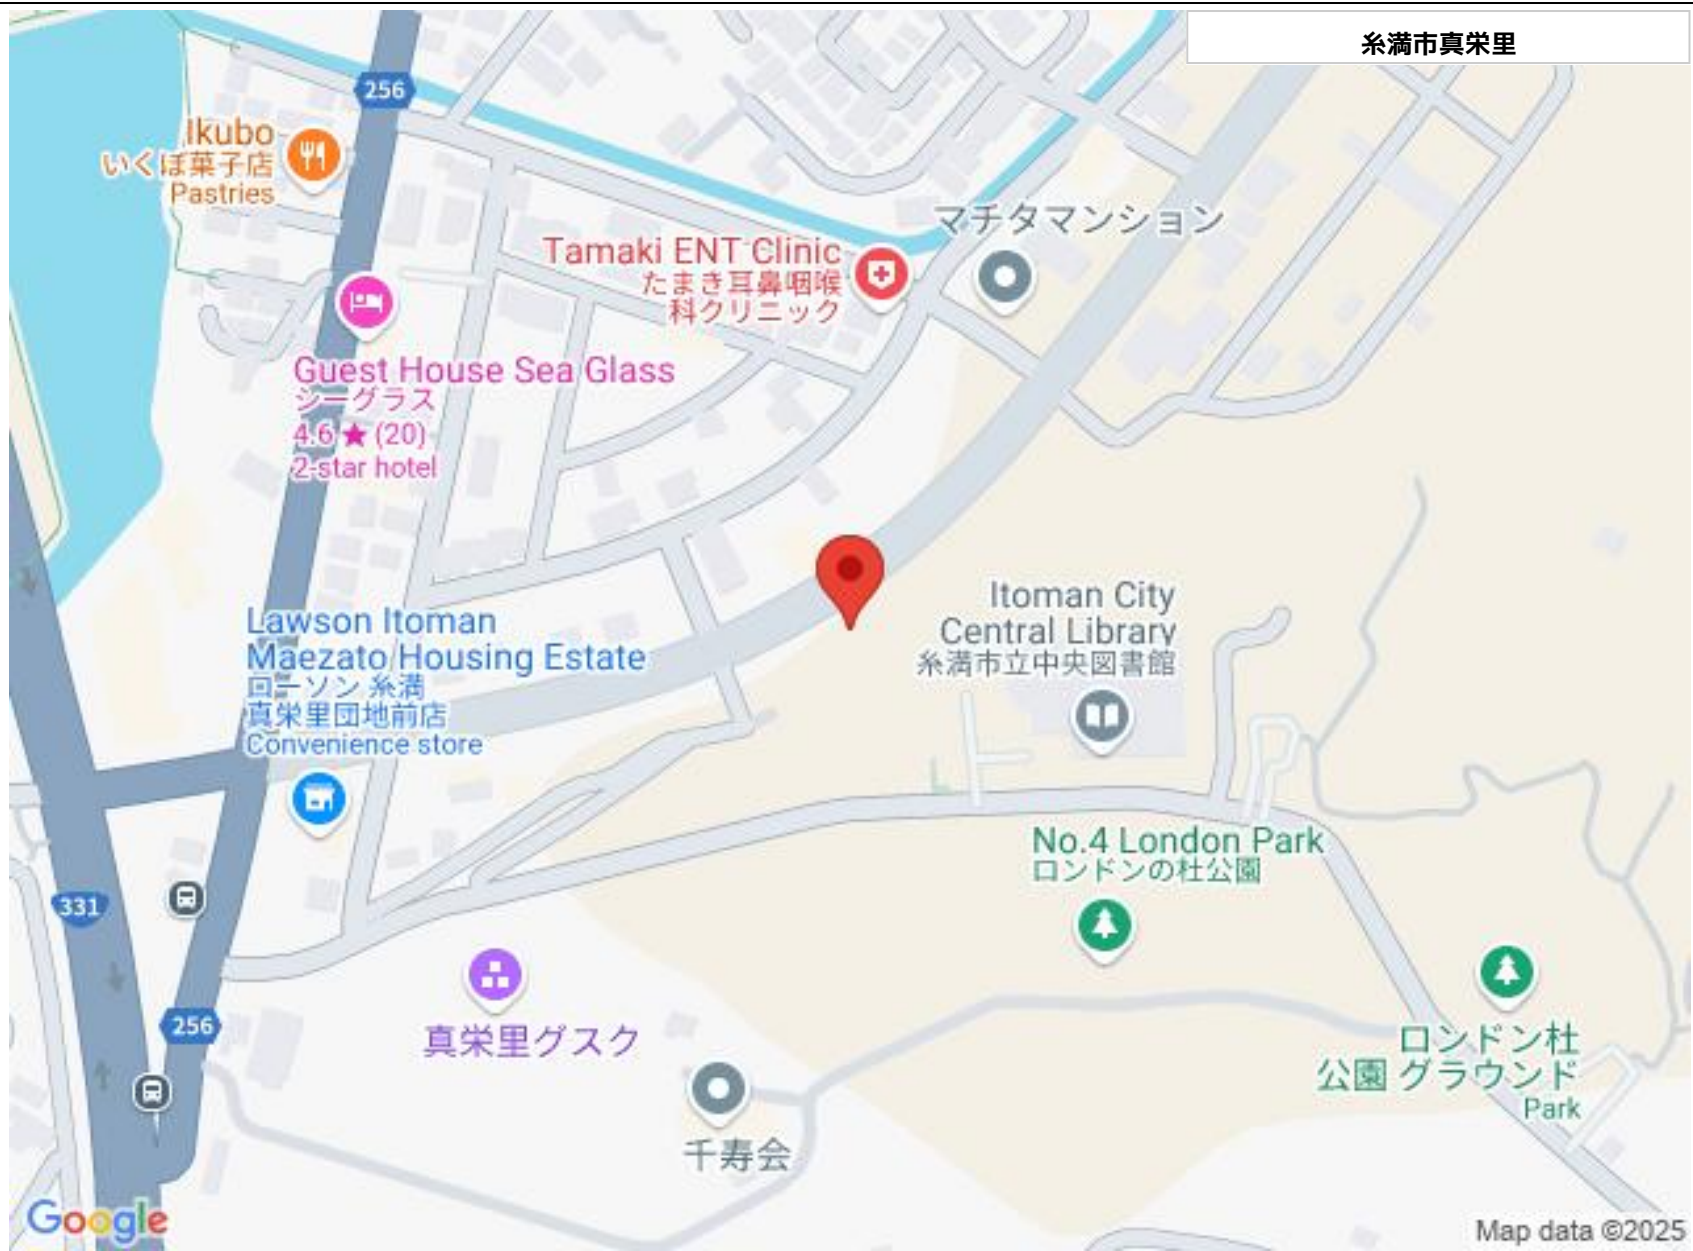 糸満市真栄里
256
Ikubo
いくぼ菓子店
Pastries
マチタマンション
Tamaki ENT Clinic
たまき耳鼻咽喉
科クリニック
Guest House Sea Glass
シーグラス
4.6 ★ (20)
2-star hotel
Itoman City
Central Library
糸満市立中央図書館
Lawson Itoman
Maezato Housing Estate
ローソン 糸満
真栄里団地前店
Convenience store
No.4 London Park
ロンドンの杜公園
331
256
真栄里グスク
ロンドン杜
公園 グラウンド
Park
千寿会
Google
Map data ©2025